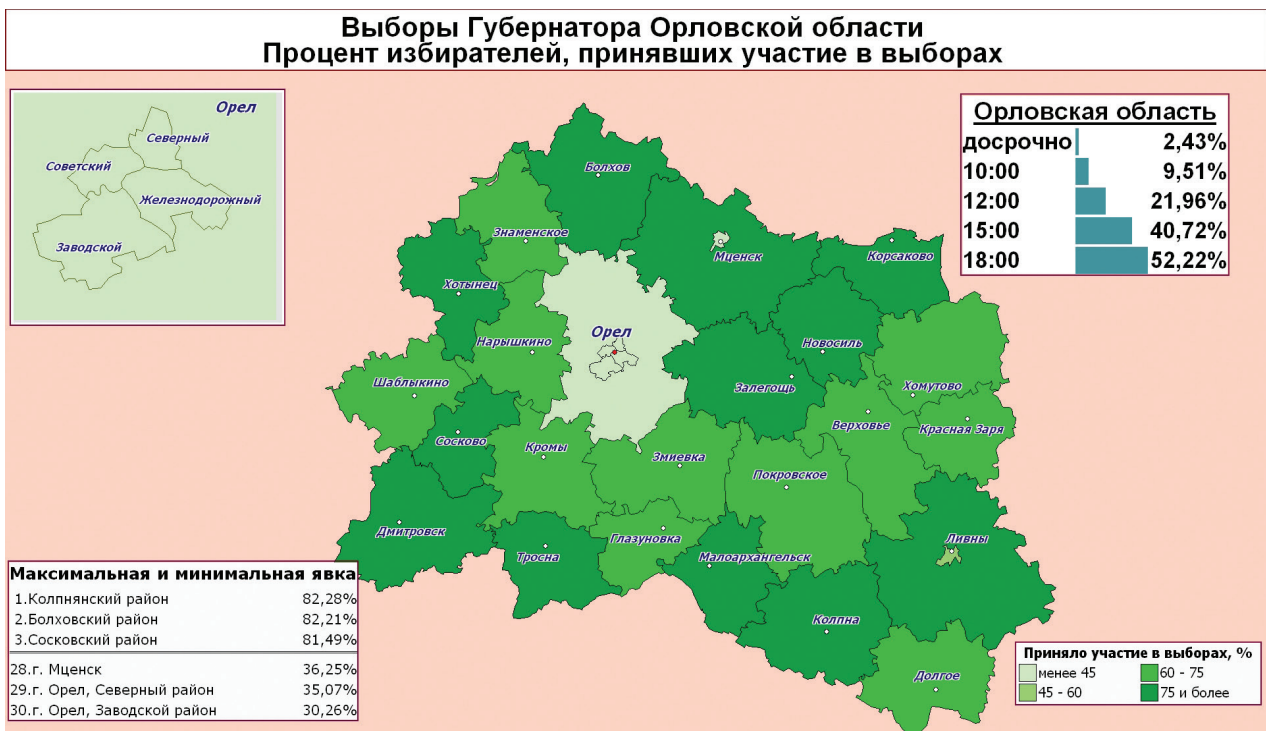 Выборы Губернатора Орловской области
Процент избирателей, принявших участие в выборах
Орел
Северный
Советский
Железнодорожный
Заводской
Орловская область
досрочно 2,43%
10:00 9,51%
12:00 21,96%
15:00 40,72%
18:00 52,22%
Болхов
Знаменское
Мценск
Корсаково
Хотынец
Орел
Нарышкино
Новосиль
Шаблыкино
Залегощь
Хомутово
Верховье
Красная Заря
Сосково
Кромы
Змиевка
Покровское
Дмитровск
Глазуновка
Ливны
Тросна
Малоархангельск
Колпна
Долгое
Максимальная и минимальная явка
1.Колпнянский район 82,28%
2.Болховский район 82,21%
3.Сосковский район 81,49%
28.г. Мценск 36,25%
29.г. Орел, Северный район 35,07%
30.г. Орел, Заводской район 30,26%
Приняло участие в выборах, %
менее 45 60 - 75
45 - 60 75 и более